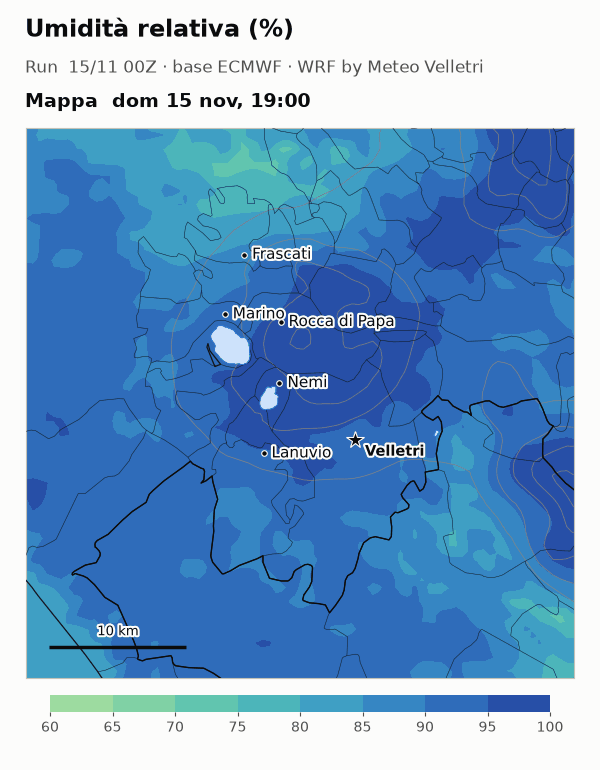 Umidità relativa (%)
Run  15/11 00Z · base ECMWF · WRF by Meteo Velletri
Mappa  dom 15 nov, 19:00
Frascati
Marino
Rocca di Papa
Nemi
Velletri
Lanuvio
10 km
60 65 70 75 80 85 90 95 100